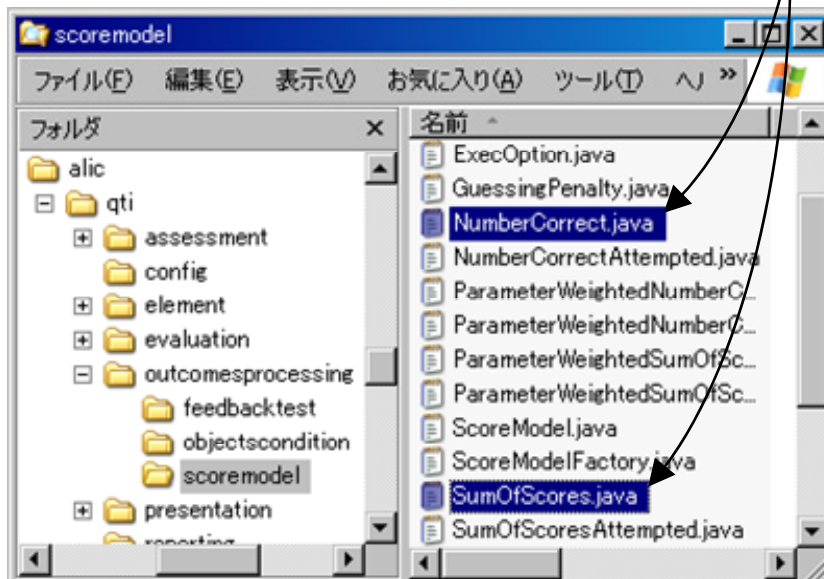 scoremodel
ファイル(F) 編集(E) 表示(V) お気に入り(A) ツール(T) ヘ »
フォルダ
alic
qti
assessment
config
element
evaluation
outcomesprocessing
feedbacktest
objectscondition
scoremodel
presentation
reporting
名前
ExecOption.java
GuessingPenalty.java
NumberCorrect.java
NumberCorrectAttempted.java
ParameterWeightedNumberC...
ParameterWeightedNumberC...
ParameterWeightedSumOfSc...
ParameterWeightedSumOfSc...
ScoreModel.java
ScoreModelFactory.java
SumOfScores.java
SumOfScoresAttempted.java